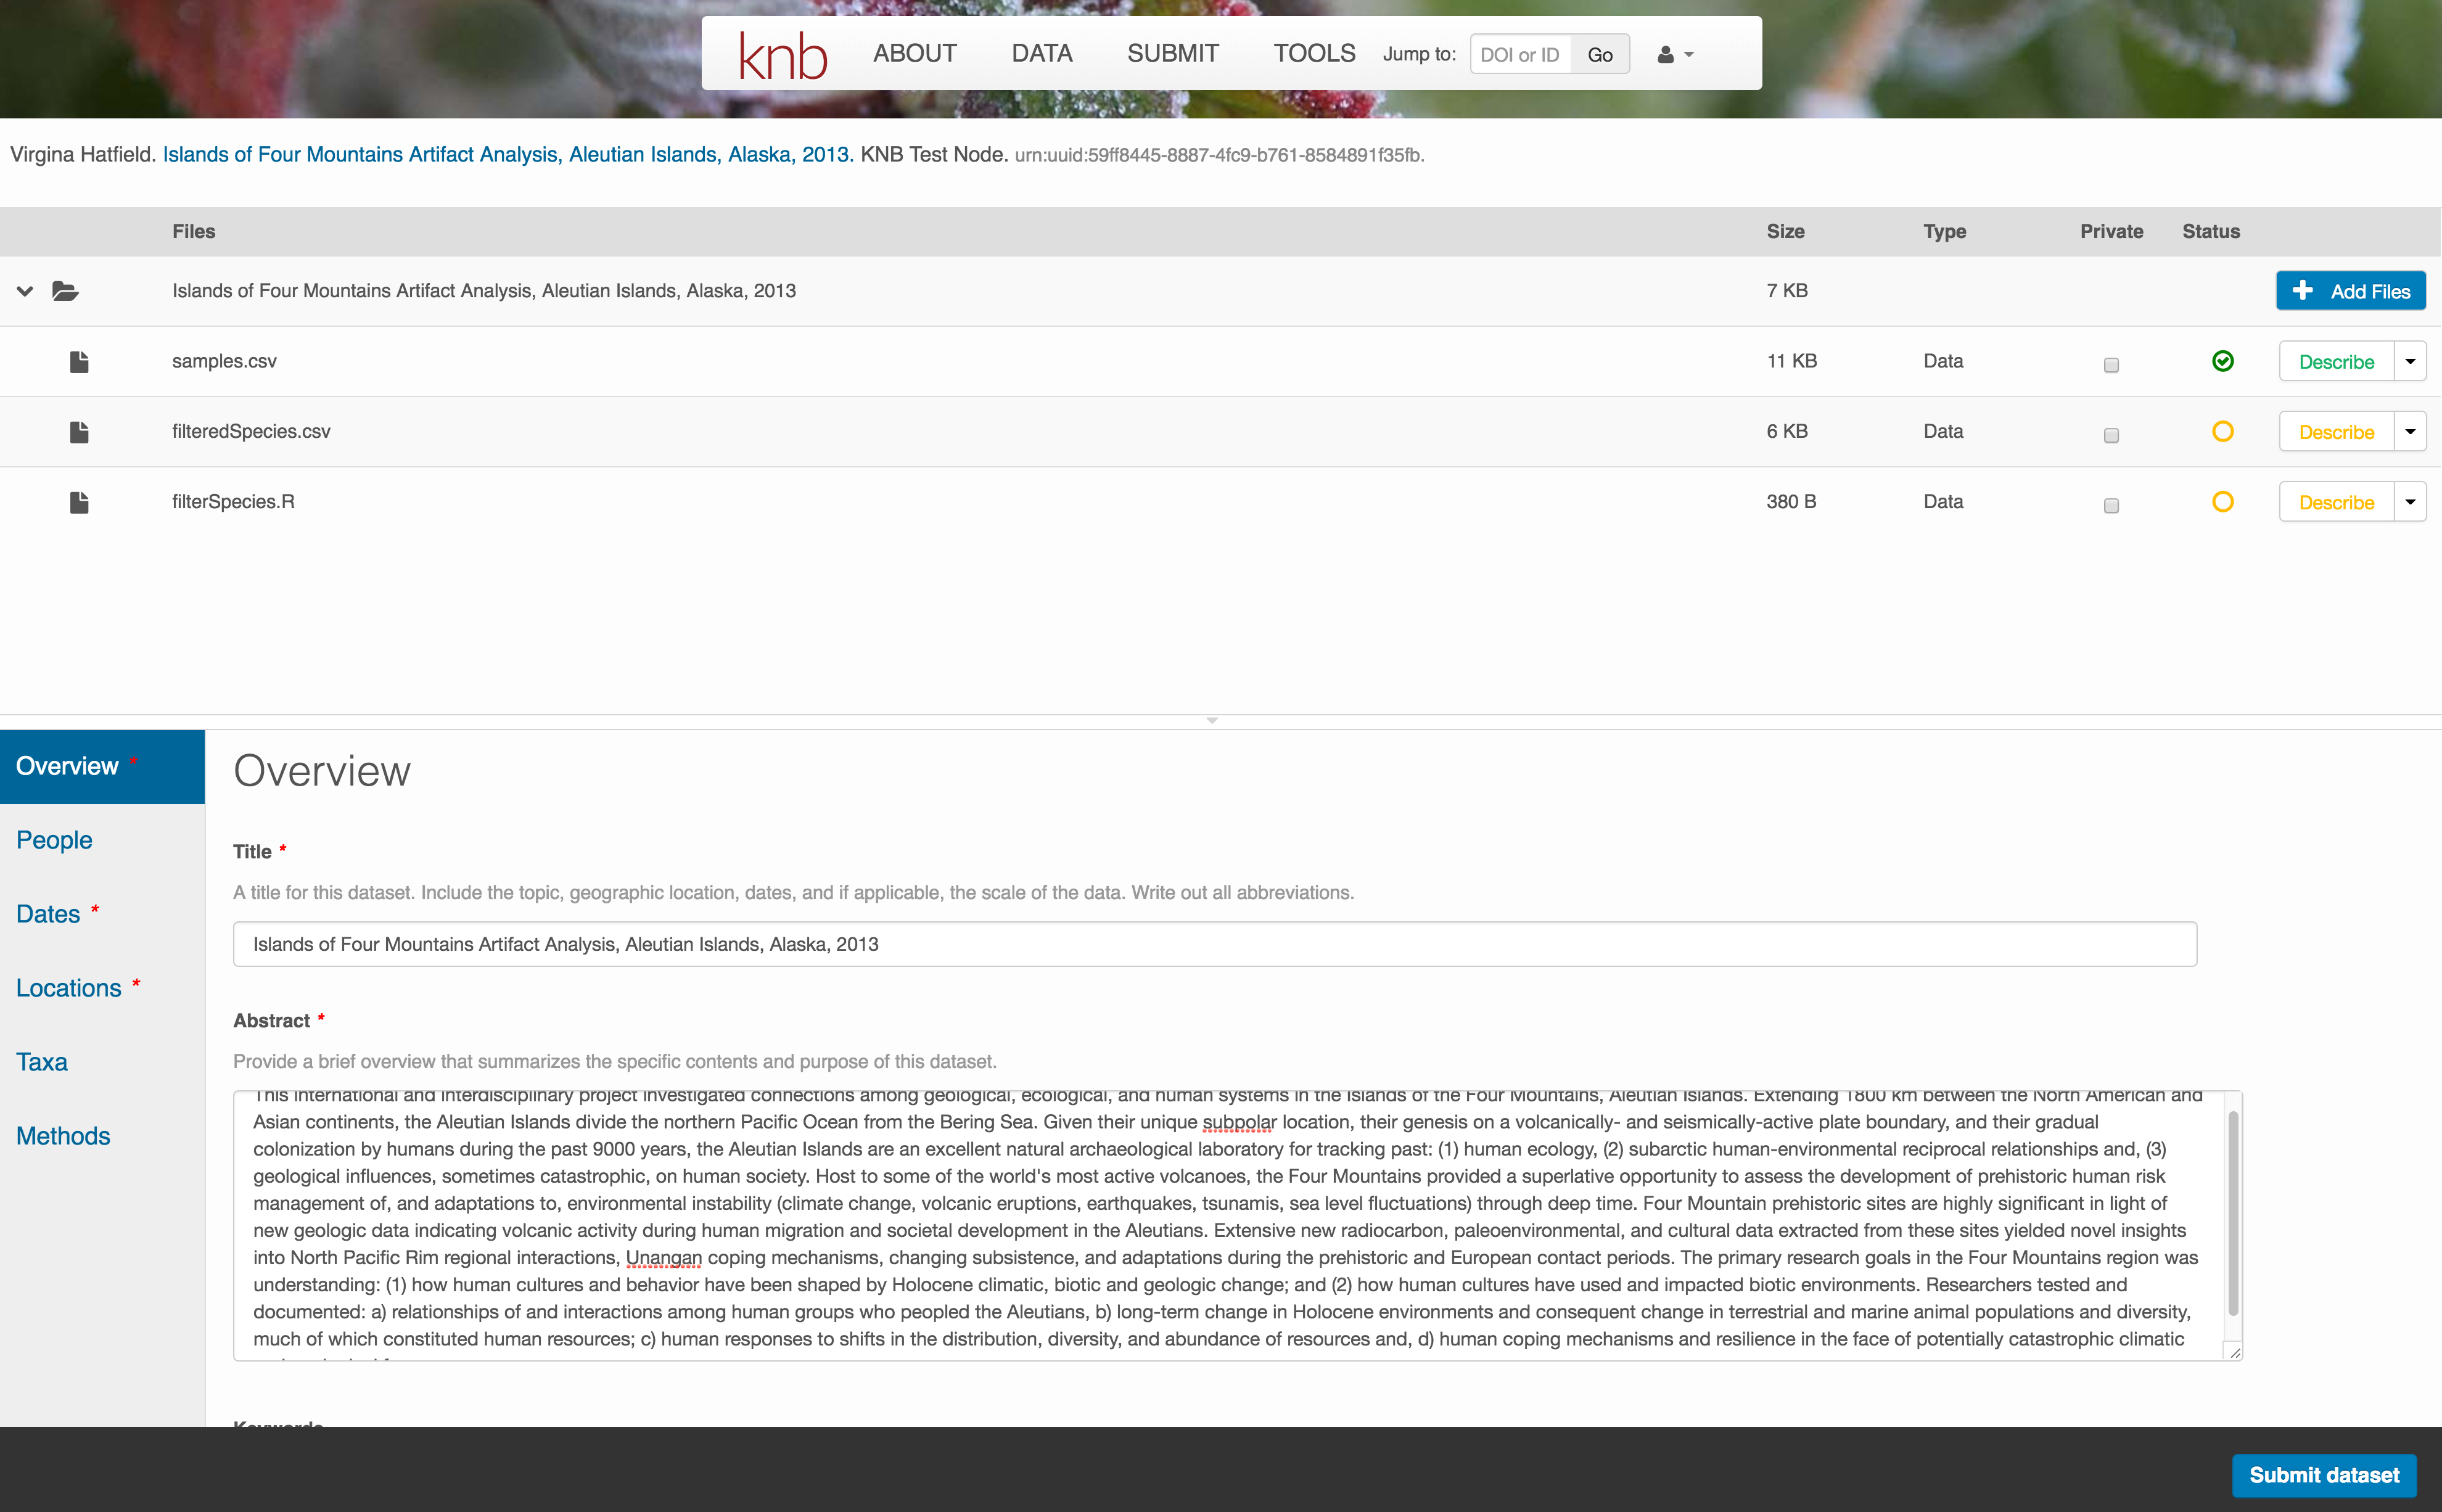 knb ABOUT DATA SUBMIT TOOLS Jump to: DOI or ID Go
Virgina Hatfield. Islands of Four Mountains Artifact Analysis, Aleutian Islands, Alaska, 2013. KNB Test Node. urn:uuid:59ff8445-8887-4fc9-b761-8584891f35fb.
Files Size Type Private Status
Islands of Four Mountains Artifact Analysis, Aleutian Islands, Alaska, 2013 7 KB Add Files
samples.csv 11 KB Data Describe
filteredSpecies.csv 6 KB Data Describe
filterSpecies.R 380 B Data Describe
Overview *
People
Dates *
Locations *
Taxa
Methods
Overview
Title *
A title for this dataset. Include the topic, geographic location, dates, and if applicable, the scale of the data. Write out all abbreviations.
Islands of Four Mountains Artifact Analysis, Aleutian Islands, Alaska, 2013
Abstract *
Provide a brief overview that summarizes the specific contents and purpose of this dataset.
This international and interdisciplinary project investigated connections among geological, ecological, and human systems in the Islands of the Four Mountains, Aleutian Islands. Extending 1800 km between the North American and
Asian continents, the Aleutian Islands divide the northern Pacific Ocean from the Bering Sea. Given their unique subpolar location, their genesis on a volcanically- and seismically-active plate boundary, and their gradual
colonization by humans during the past 9000 years, the Aleutian Islands are an excellent natural archaeological laboratory for tracking past: (1) human ecology, (2) subarctic human-environmental reciprocal relationships and, (3)
geological influences, sometimes catastrophic, on human society. Host to some of the world's most active volcanoes, the Four Mountains provided a superlative opportunity to assess the development of prehistoric human risk
management of, and adaptations to, environmental instability (climate change, volcanic eruptions, earthquakes, tsunamis, sea level fluctuations) through deep time. Four Mountain prehistoric sites are highly significant in light of
new geologic data indicating volcanic activity during human migration and societal development in the Aleutians. Extensive new radiocarbon, paleoenvironmental, and cultural data extracted from these sites yielded novel insights
into North Pacific Rim regional interactions, Unangan coping mechanisms, changing subsistence, and adaptations during the prehistoric and European contact periods. The primary research goals in the Four Mountains region was
understanding: (1) how human cultures and behavior have been shaped by Holocene climatic, biotic and geologic change; and (2) how human cultures have used and impacted biotic environments. Researchers tested and
documented: a) relationships of and interactions among human groups who peopled the Aleutians, b) long-term change in Holocene environments and consequent change in terrestrial and marine animal populations and diversity,
much of which constituted human resources; c) human responses to shifts in the distribution, diversity, and abundance of resources and, d) human coping mechanisms and resilience in the face of potentially catastrophic climatic
Keywords
Submit dataset